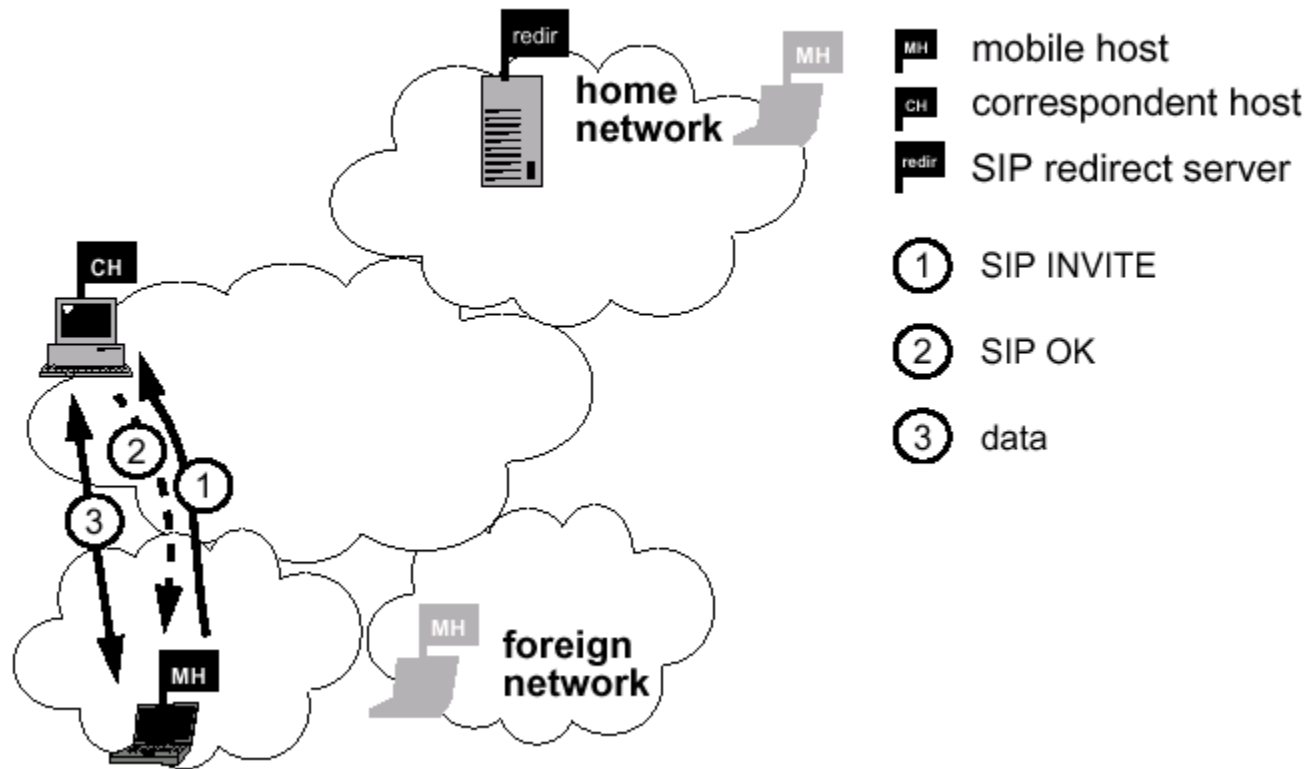 redir
MH
home
network
CH
2
1
3
MH
MH
foreign
network
MH mobile host
CH correspondent host
redir SIP redirect server
1 SIP INVITE
2 SIP OK
3 data